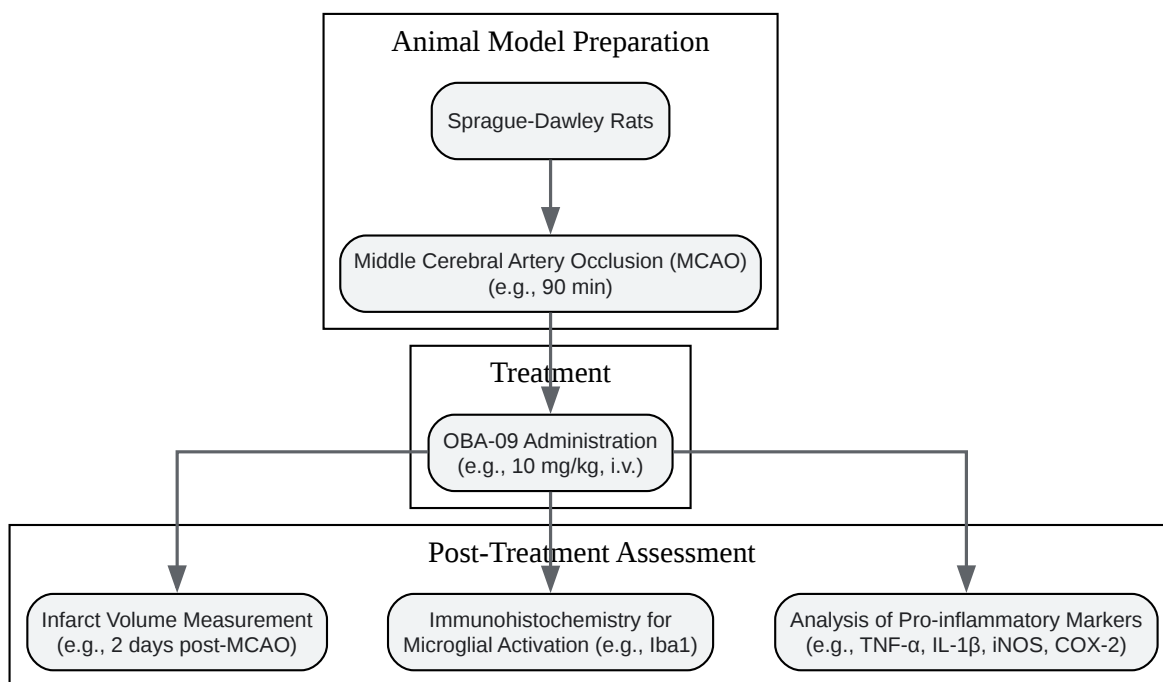 Animal Model Preparation
Sprague-Dawley Rats
Middle Cerebral Artery Occlusion (MCAO)
(e.g., 90 min)
Treatment
OBA-09 Administration
(e.g., 10 mg/kg, i.v.)
Post-Treatment Assessment
Infarct Volume Measurement
(e.g., 2 days post-MCAO)
Immunohistochemistry for
Microglial Activation (e.g., Iba1)
Analysis of Pro-inflammatory Markers
(e.g., TNF-α, IL-1β, iNOS, COX-2)